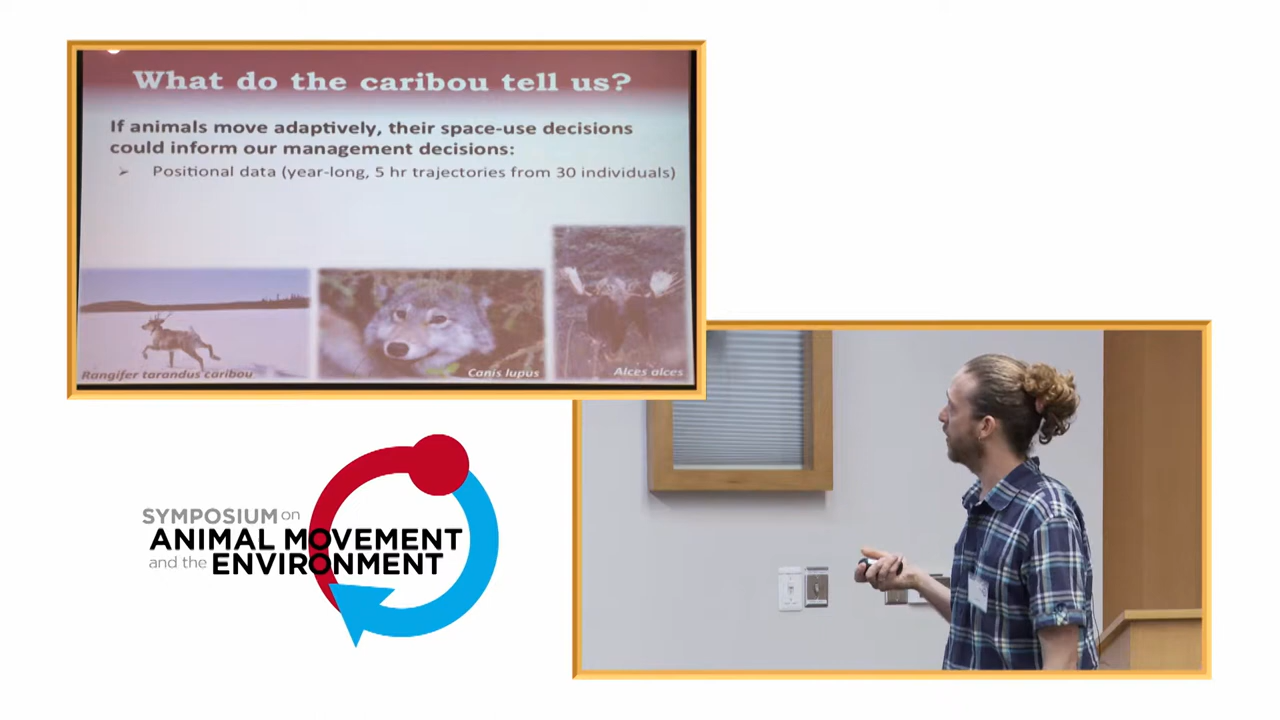 What do the caribou tell us?
If animals move adaptively, their space-use decisions
could inform our management decisions:
➢ Positional data (year-long, 5 hr trajectories from 30 individuals)
Rangifer tarandus caribou
Canis lupus
Alces alces
SYMPOSIUM on
ANIMAL MOVEMENT
and the ENVIRONMENT